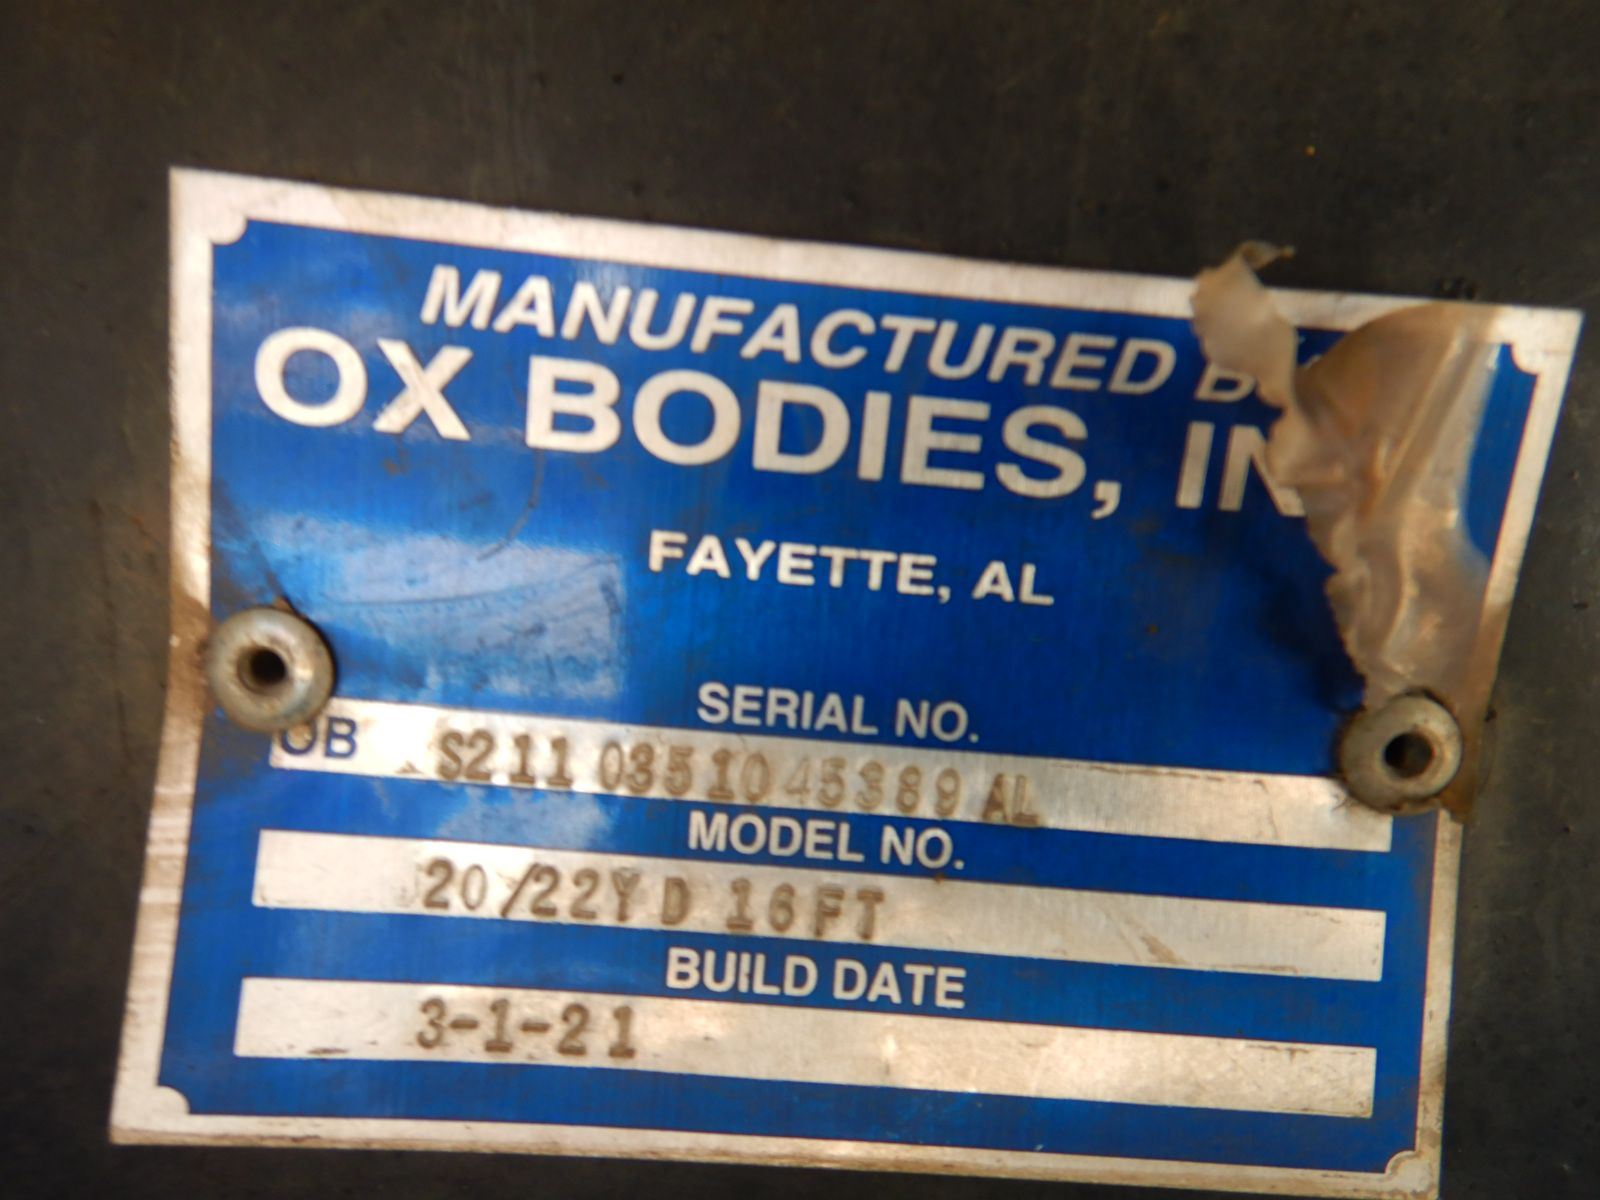 MANUFACTURED
OX BODIES,
FAYETTE, AL
SERIAL NO.
OB S211 0351045389 AL
MODEL NO.
20/22YD 16FT
BUILD DATE
3-1-21